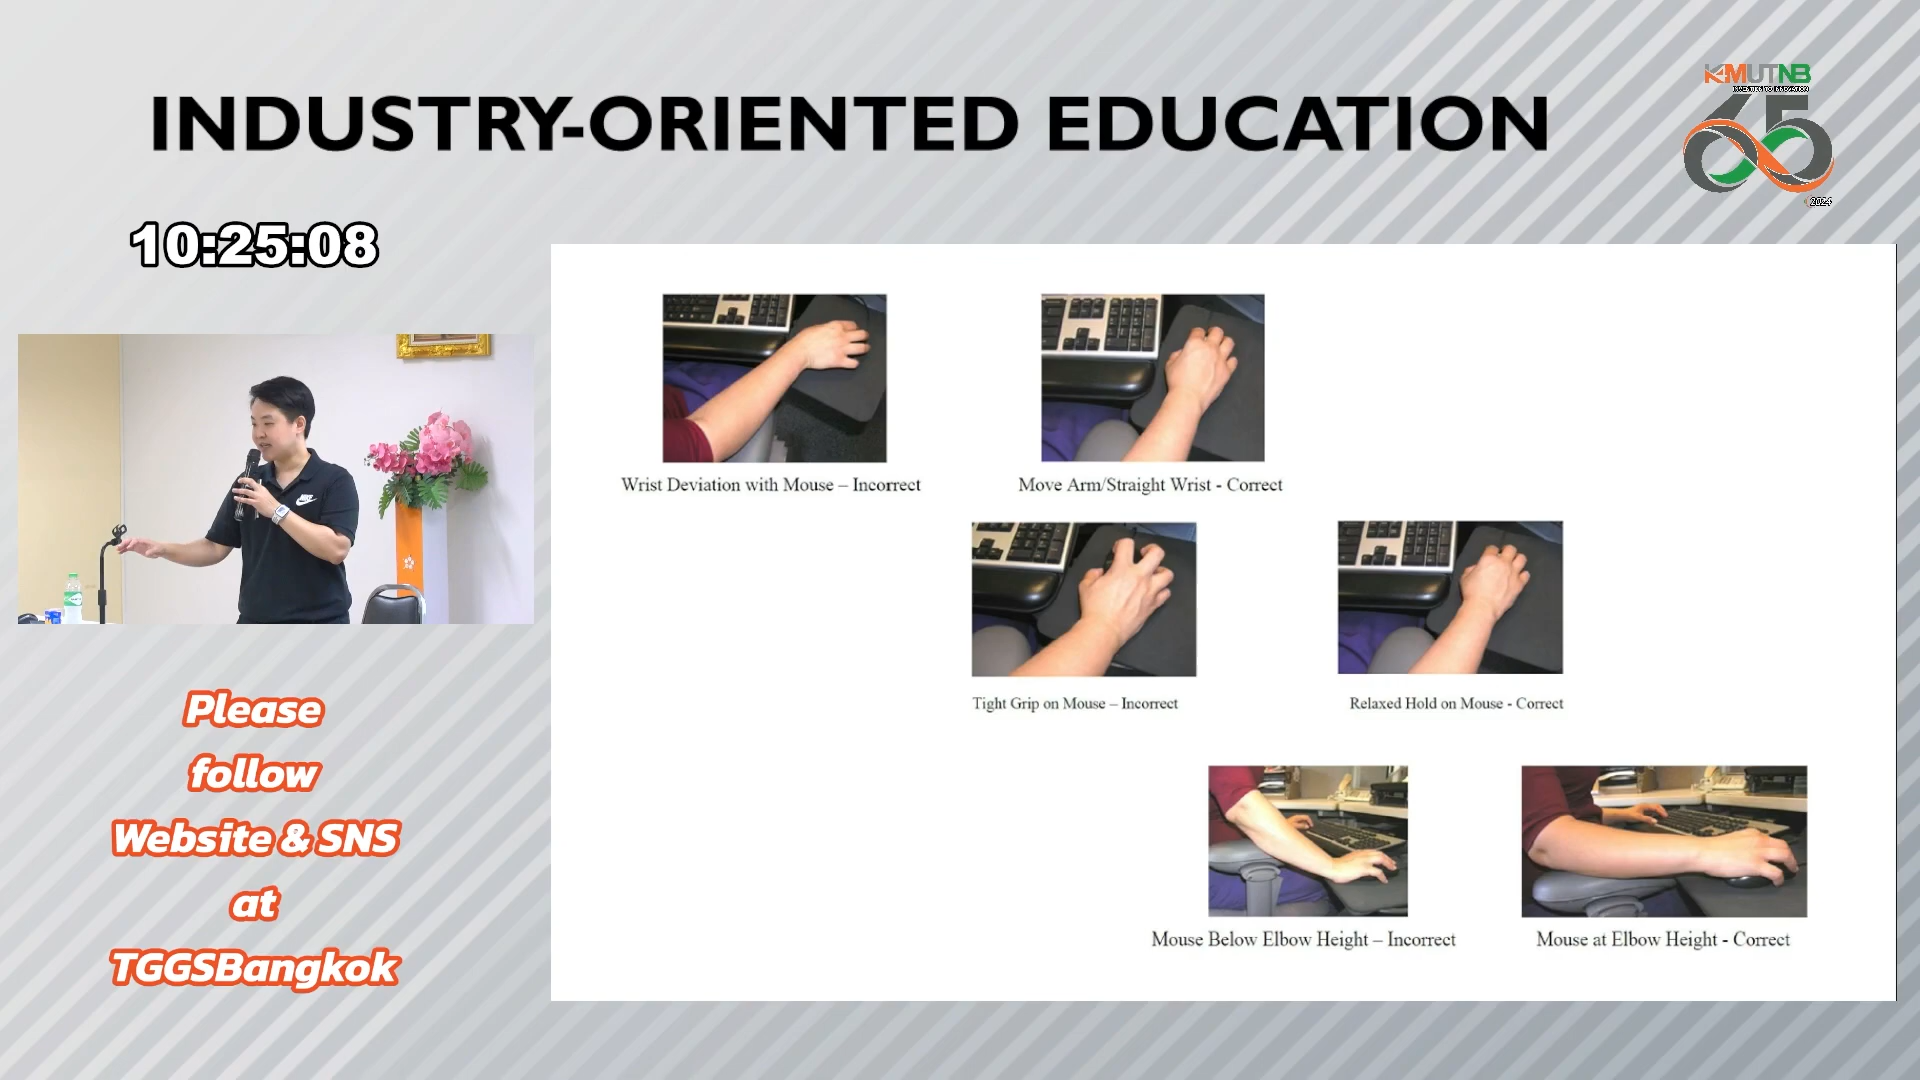 INDUSTRY-ORIENTED EDUCATION
KMUTNB
65
2024
10:25:08
Wrist Deviation with Mouse – Incorrect
Move Arm/Straight Wrist - Correct
Tight Grip on Mouse – Incorrect
Relaxed Hold on Mouse - Correct
Mouse Below Elbow Height – Incorrect
Mouse at Elbow Height - Correct
Please
follow
Website & SNS
at
TGGSBangkok